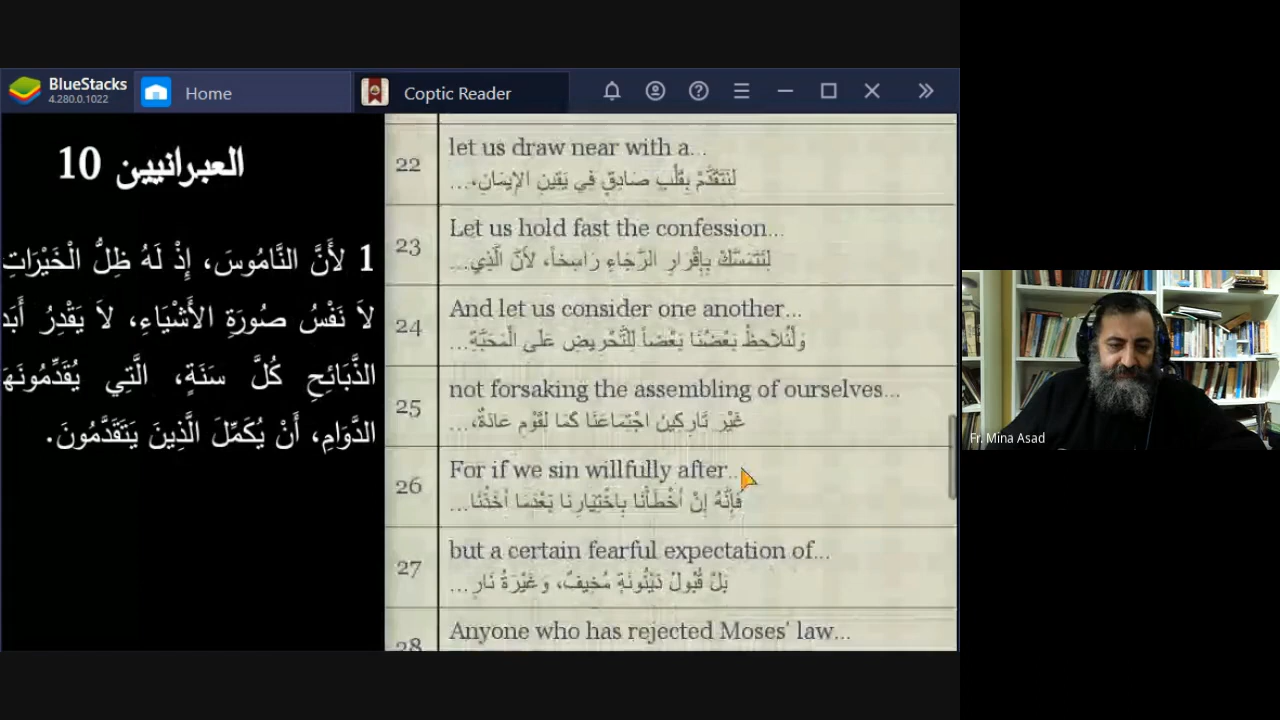 BlueStacks
4.280.0.1022
Home
Coptic Reader
العبرانيين 10
1 لأَنَّ النَّامُوسَ، إِذْ لَهُ ظِلُّ الْخَيْرَاتِ
لاَ نَفْسُ صُورَةِ الأَشْيَاءِ، لاَ يَقْدِرُ أَبَد
الذَّبَائِحِ كُلَّ سَنَةٍ، الَّتِي يُقَدِّمُونَهَ
الدَّوَامِ، أَنْ يُكَمِّلَ الَّذِينَ يَتَقَدَّمُونَ.
22 let us draw near with a...
لِنَتَقَدَّمْ بِقَلْبٍ صَادِقٍ فِي يَقِينِ الإِيمَانِ،...
23 Let us hold fast the confession...
لِنَتَمَسَّكْ بِإِقْرَارِ الرَّجَاءِ رَاسِخاً، لأَنَّ الَّذِي...
24 And let us consider one another...
وَلْنُلاَحِظْ بَعْضُنَا بَعْضاً لِلتَّحْرِيضِ عَلَى الْمَحَبَّةِ...
25 not forsaking the assembling of ourselves...
غَيْرَ تَارِكِينَ اجْتِمَاعَنَا كَمَا لِقَوْمٍ عَادَةٌ،...
26 For if we sin willfully after...
فَإِنَّهُ إِنْ أَخْطَأْنَا بِاخْتِيَارِنَا بَعْدَمَا أَخَذْنَا...
27 but a certain fearful expectation of...
بَلْ قُبُولُ دَيْنُونَةٍ مُخِيفٌ، وَغَيْرَةُ نَارٍ...
28 Anyone who has rejected Moses' law...
Fr. Mina Asad